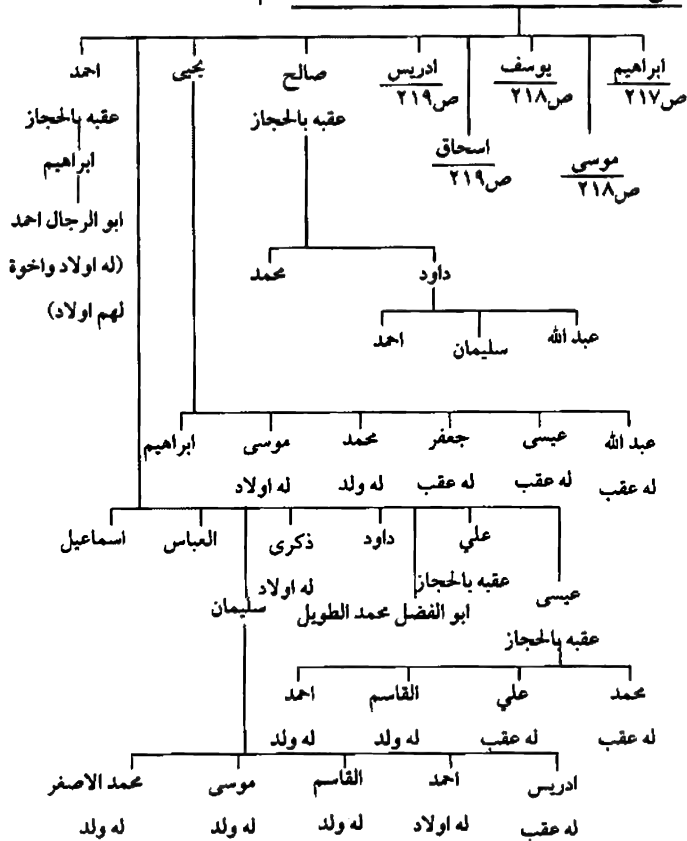 ابراهيم يوسف ادريس صالح يحيى احمد
ص٢١٧ ص٢١٨ ص٢١٩ عقبه بالحجاز عقبه بالحجاز
موسى اسحاق ابراهيم
ص٢١٨ ص٢١٩
ابو الرجال احمد
(له اولاد واخوة
لهم اولاد)
داود محمد
عبد الله سليمان احمد
عبد الله عيسى جعفر محمد موسى ابراهيم
له عقب له عقب له عقب له ولد له اولاد
علي داود ذكرى العباس اسماعيل
عقبه بالحجاز له اولاد
عيسى ابو الفضل محمد الطويل سليمان
عقبه بالحجاز
محمد علي القاسم احمد
له عقب له عقب له ولد له ولد
ادريس احمد القاسم موسى محمد الاصغر
له عقب له اولاد له ولد له ولد له ولد